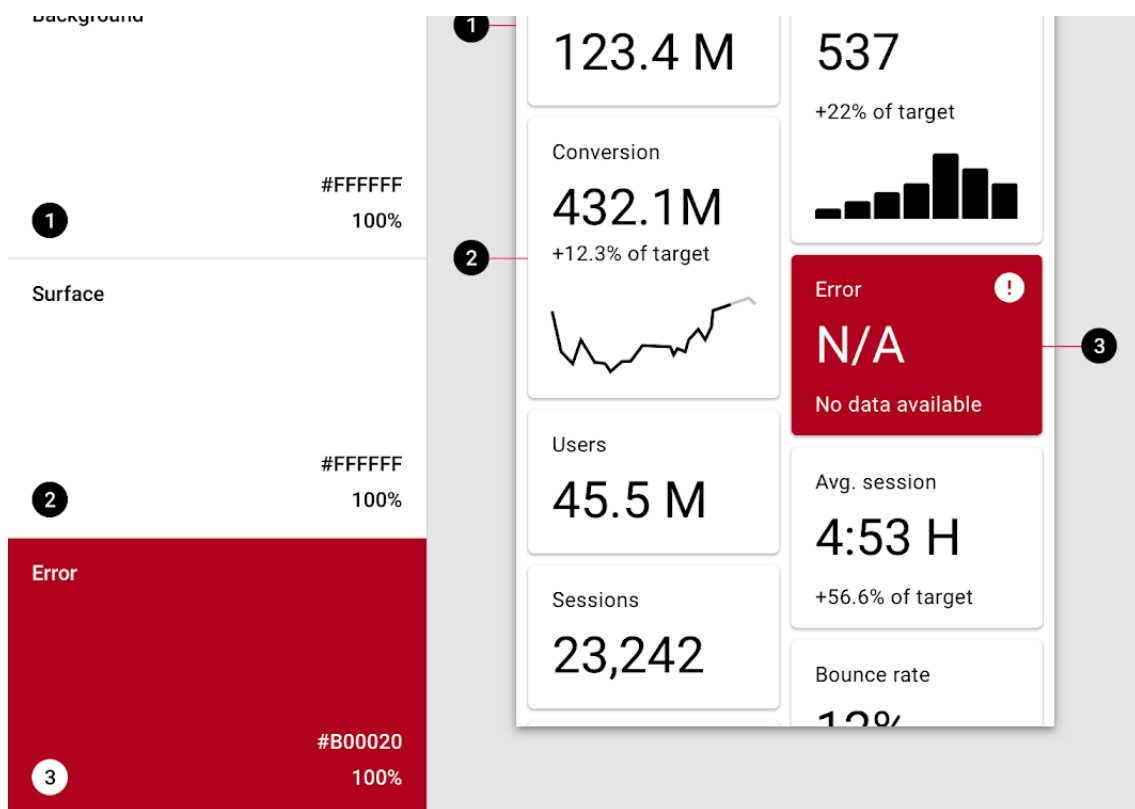 Background
#FFFFFF
1
100%
Surface
#FFFFFF
2
100%
Error
#B00020
3
100%
1
123.4 M
Conversion
432.1M
2
+12.3% of target
Users
45.5 M
Sessions
23,242
537
+22% of target
Error
!
N/A
3
No data available
Avg. session
4:53 H
+56.6% of target
Bounce rate
12%